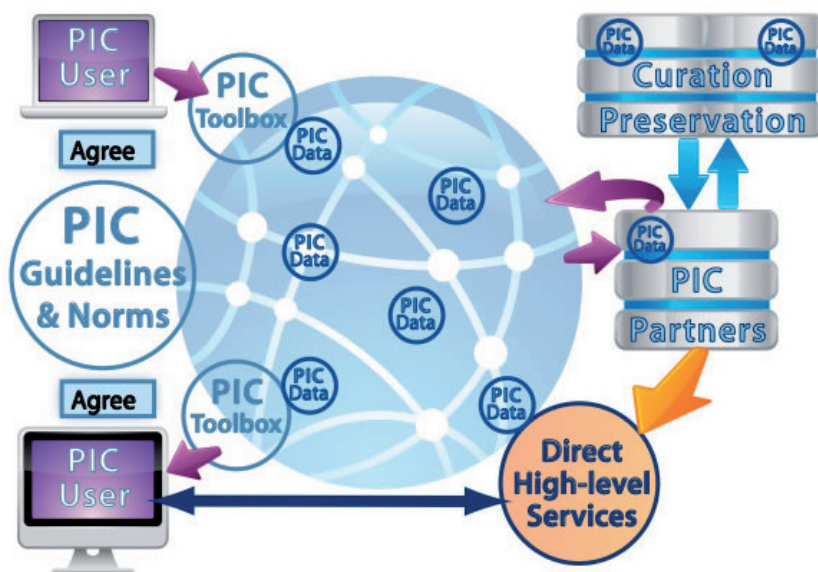 PIC
User
Agree
PIC
Guidelines
& Norms
Agree
PIC
User
PIC
Toolbox
PIC
Data
PIC
Data
PIC
Data
PIC
Data
PIC
Toolbox
PIC
Data
PIC
Data
PIC
Data
PIC
Data
Curation
Preservation
PIC
Data
PIC
Partners
Direct
High-level
Services